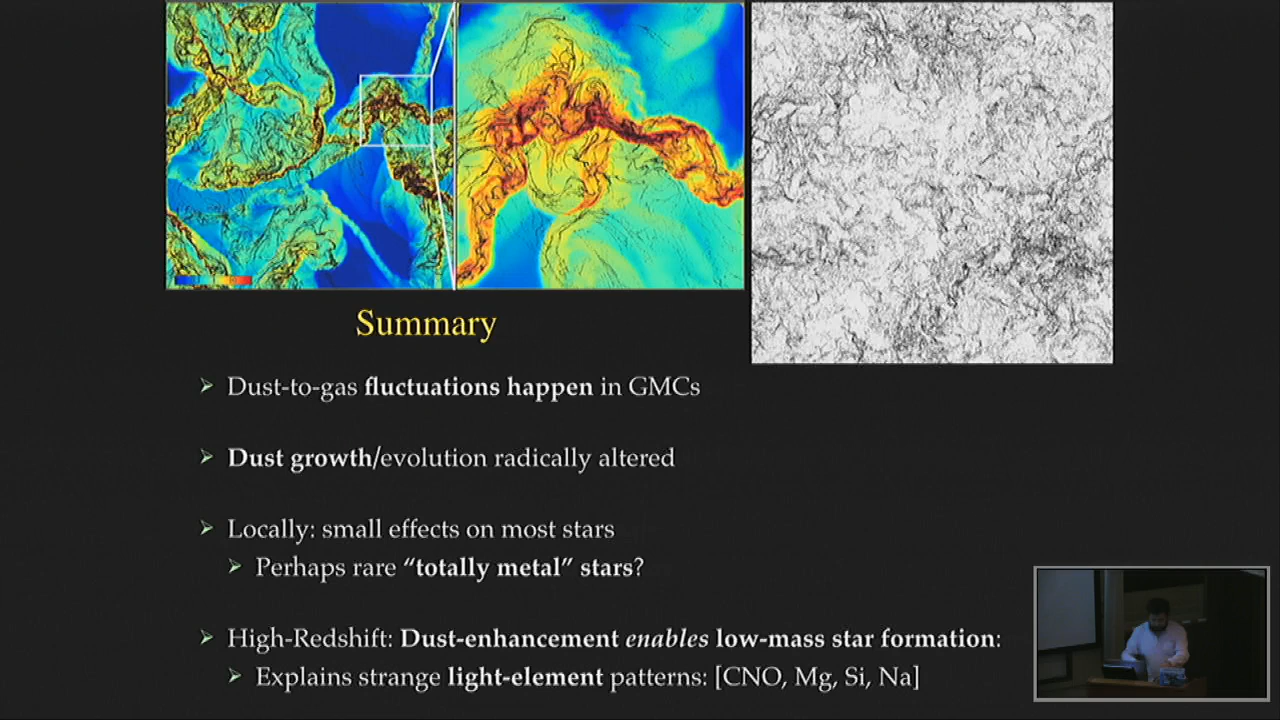 Summary
➢ Dust-to-gas fluctuations happen in GMCs
➢ Dust growth/evolution radically altered
➢ Locally: small effects on most stars
➢ Perhaps rare “totally metal” stars?
➢ High-Redshift: Dust-enhancement enables low-mass star formation:
➢ Explains strange light-element patterns: [CNO, Mg, Si, Na]